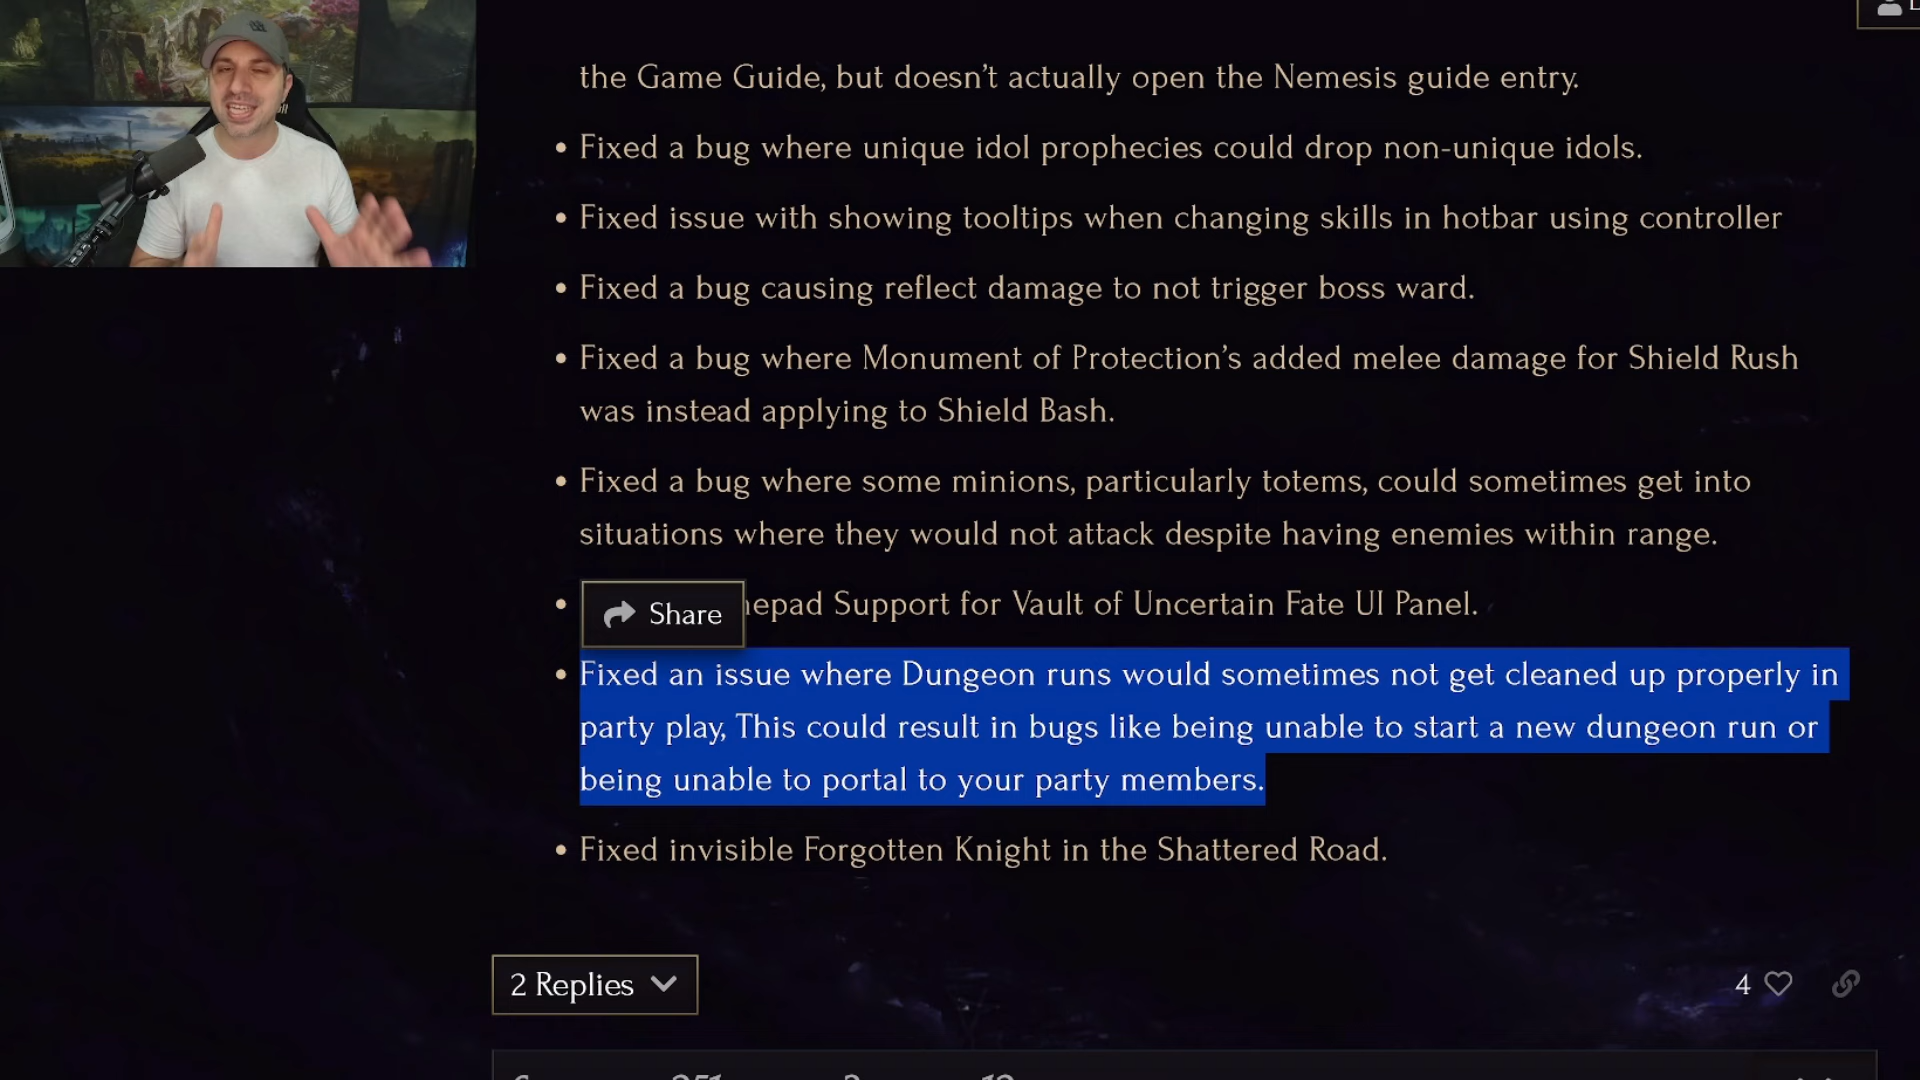 the Game Guide, but doesn’t actually open the Nemesis guide entry.
• Fixed a bug where unique idol prophecies could drop non-unique idols.
• Fixed issue with showing tooltips when changing skills in hotbar using controller
• Fixed a bug causing reflect damage to not trigger boss ward.
• Fixed a bug where Monument of Protection’s added melee damage for Shield Rush
was instead applying to Shield Bash.
• Fixed a bug where some minions, particularly totems, could sometimes get into
situations where they would not attack despite having enemies within range.
• Share epad Support for Vault of Uncertain Fate UI Panel.
• Fixed an issue where Dungeon runs would sometimes not get cleaned up properly in
party play, This could result in bugs like being unable to start a new dungeon run or
being unable to portal to your party members.
• Fixed invisible Forgotten Knight in the Shattered Road.
2 Replies
4